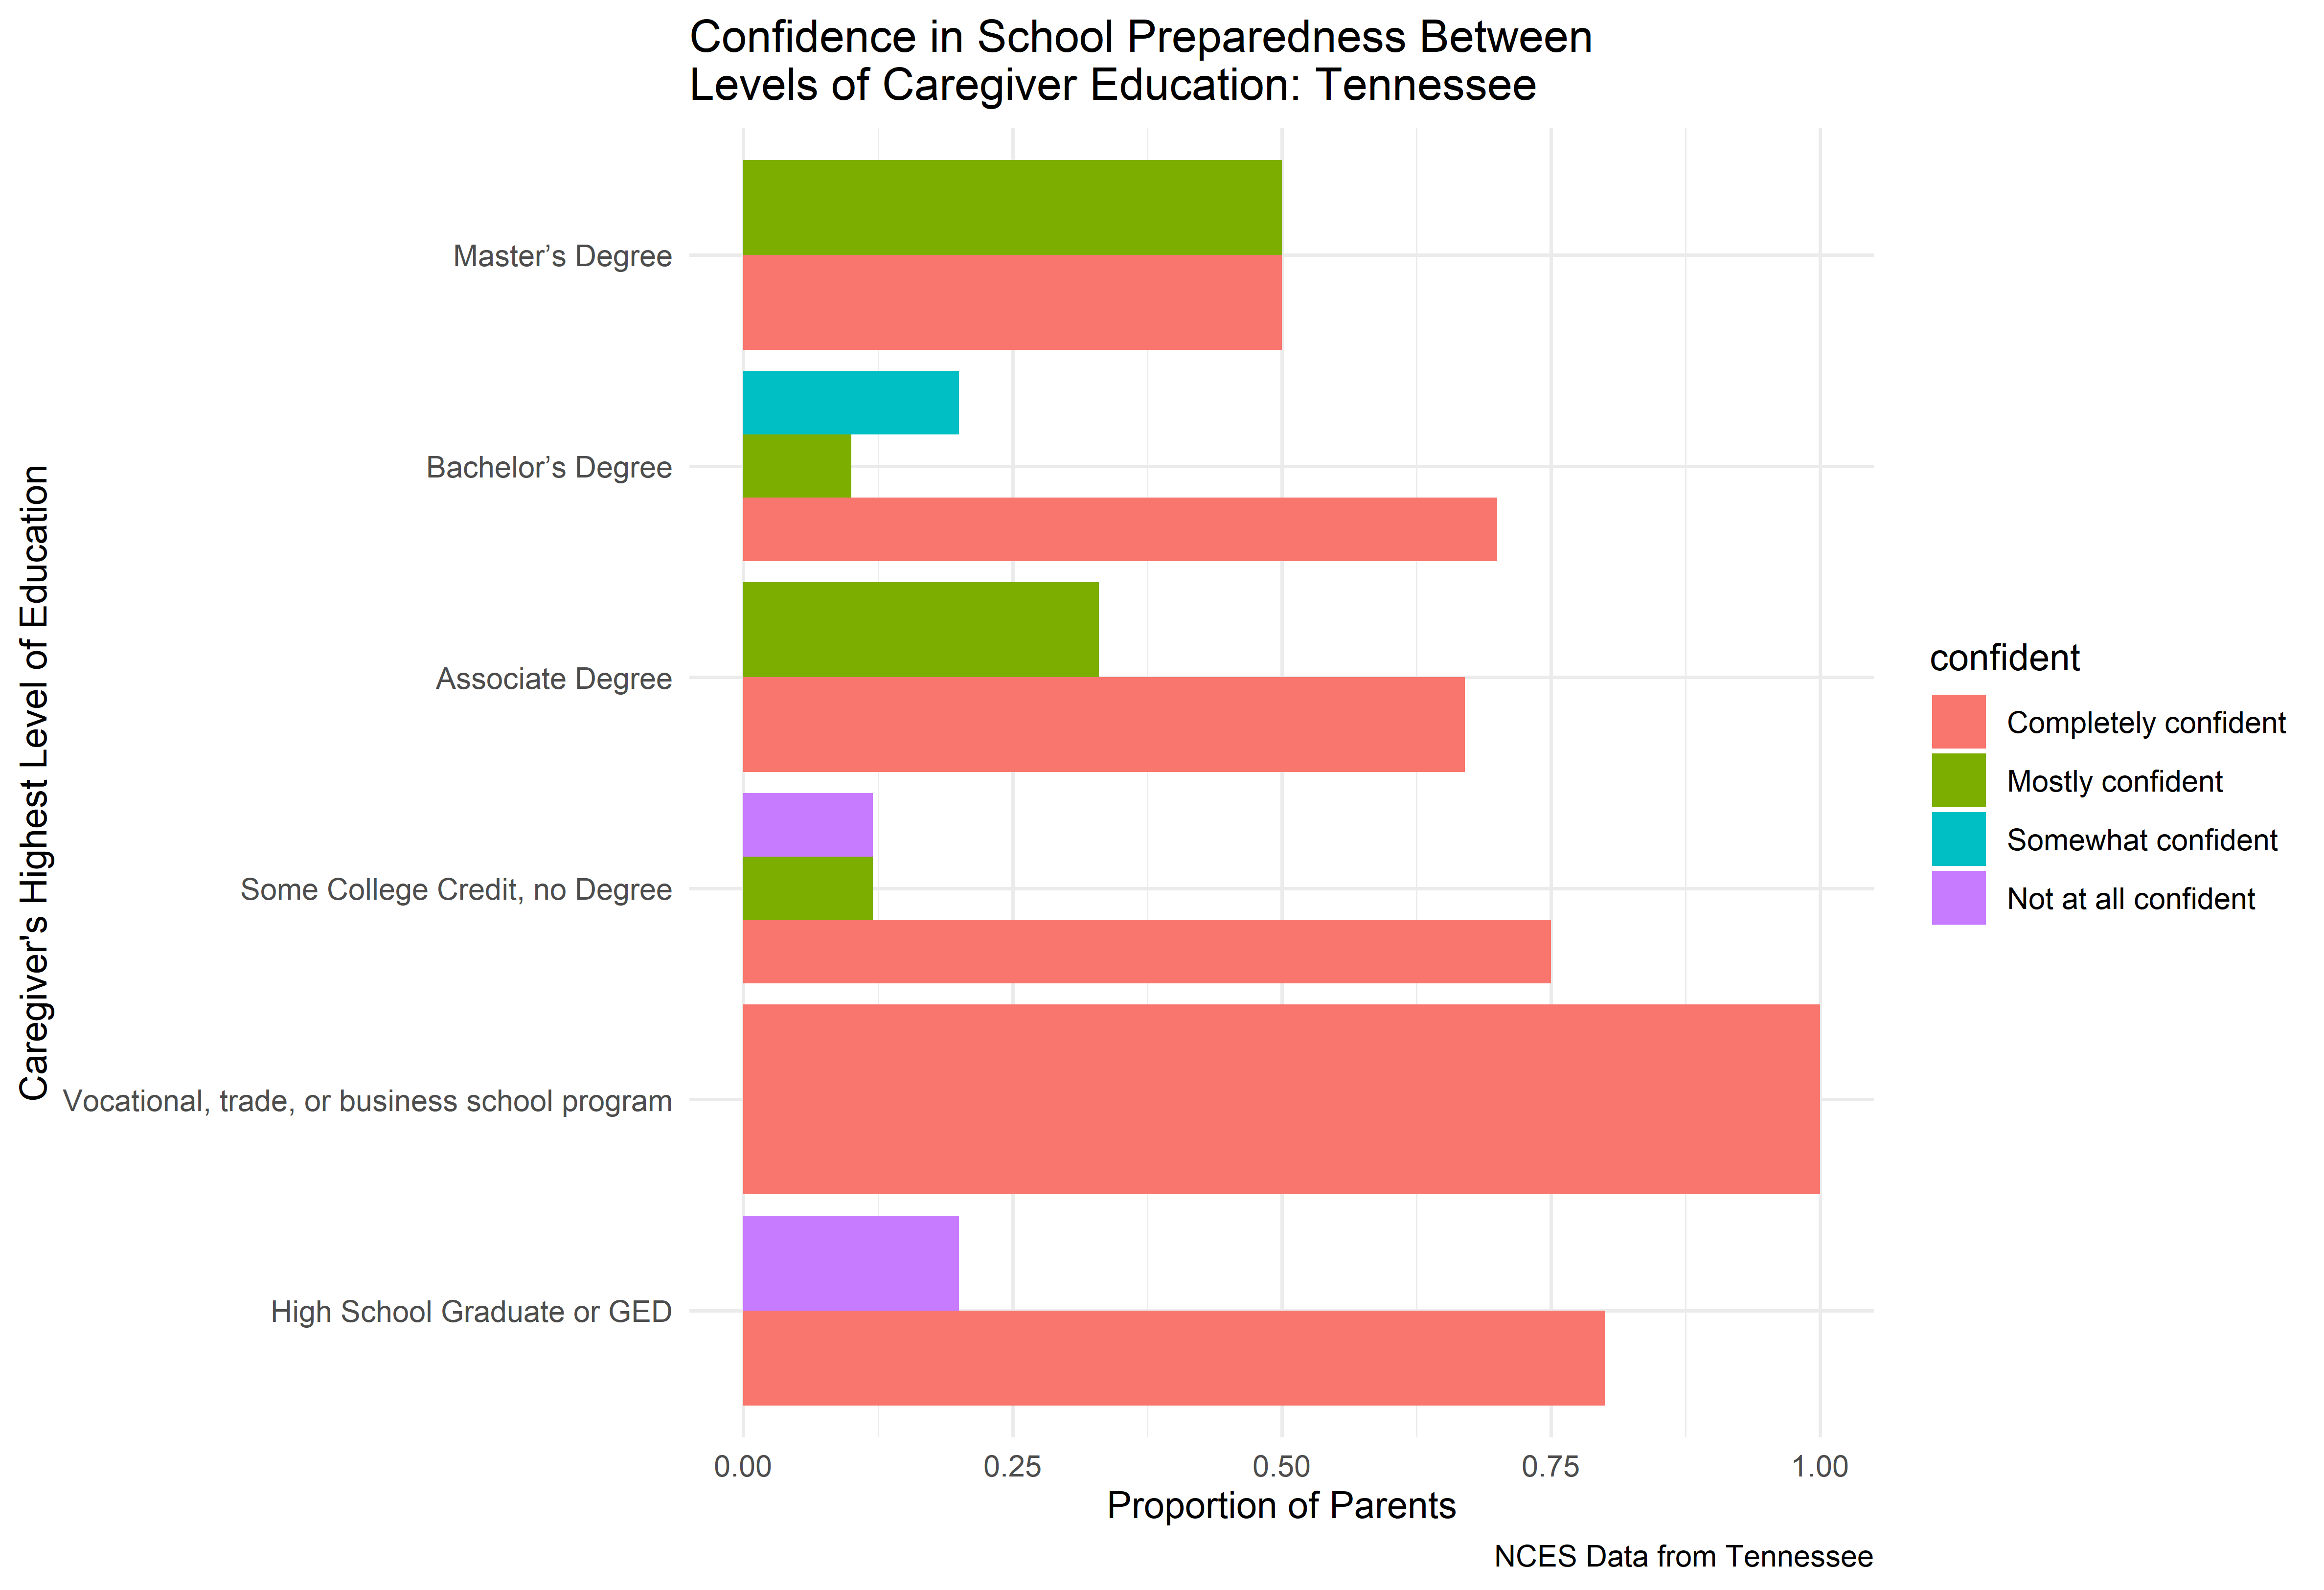 Confidence in School Preparedness Between
Levels of Caregiver Education: Tennessee
Caregiver's Highest Level of Education
Master’s Degree
Bachelor’s Degree
Associate Degree
Some College Credit, no Degree
Vocational, trade, or business school program
High School Graduate or GED
0.00 0.25 0.50 0.75 1.00
Proportion of Parents
confident
Completely confident
Mostly confident
Somewhat confident
Not at all confident
NCES Data from Tennessee